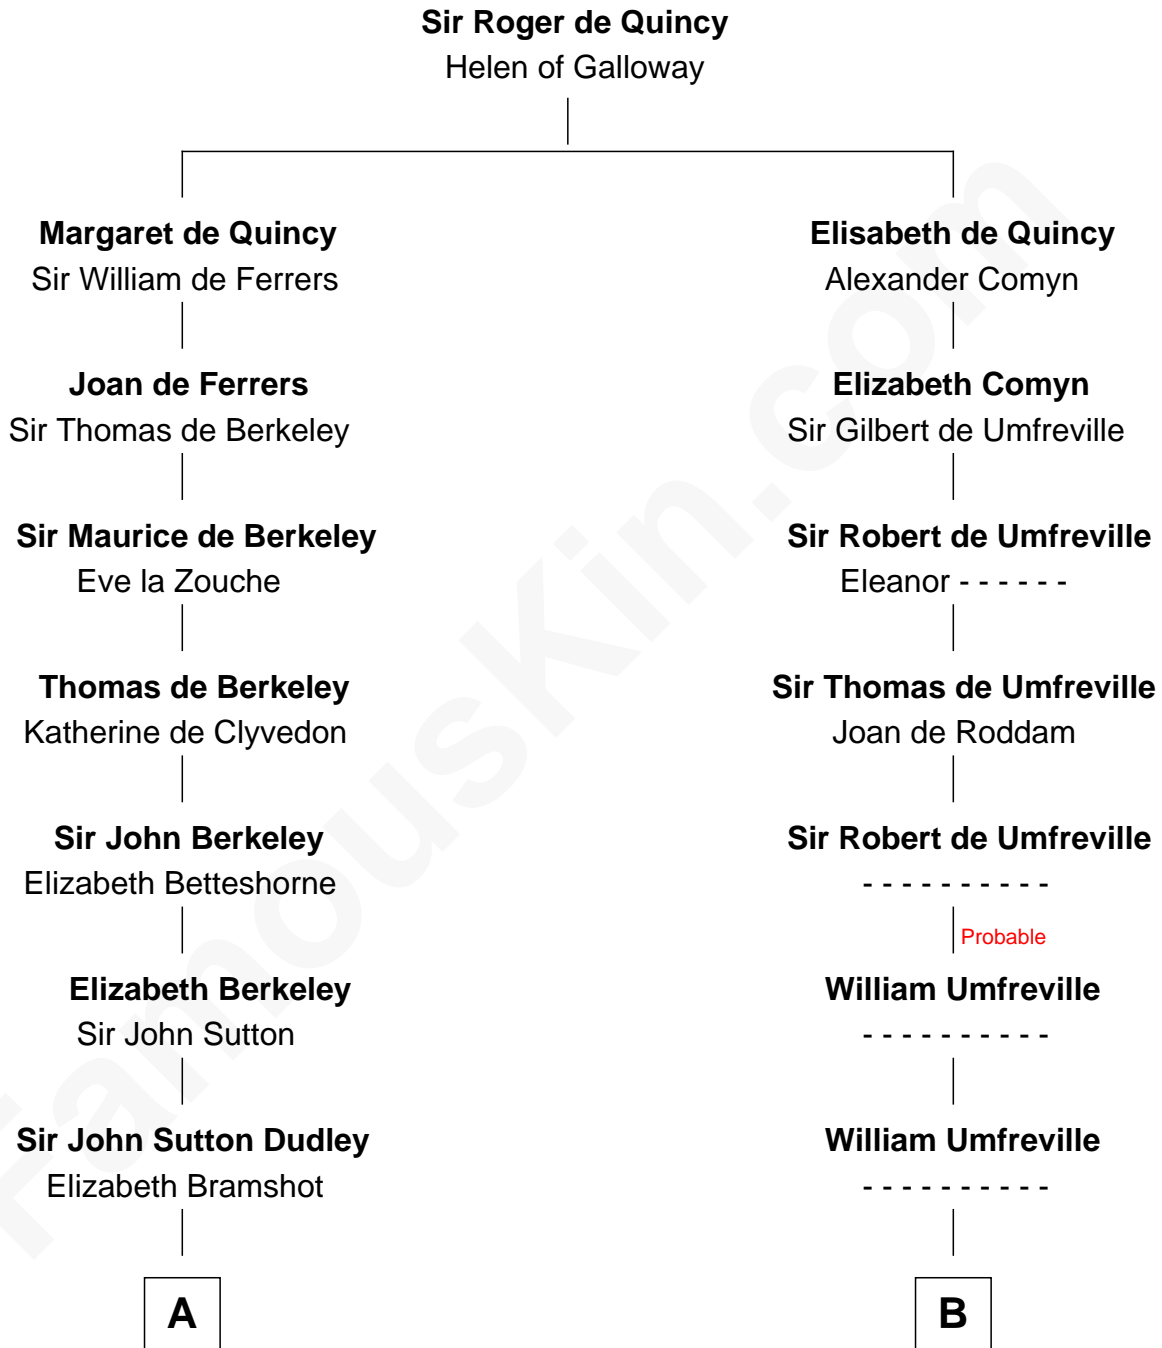 Sir Roger de Quincy
Helen of Galloway
Margaret de Quincy
Sir William de Ferrers
Elisabeth de Quincy
Alexander Comyn
Joan de Ferrers
Sir Thomas de Berkeley
Elizabeth Comyn
Sir Gilbert de Umfreville
Sir Maurice de Berkeley
Eve la Zouche
Sir Robert de Umfreville
Eleanor - - - - - -
Thomas de Berkeley
Katherine de Clyvedon
Sir Thomas de Umfreville
Joan de Roddam
Sir John Berkeley
Elizabeth Betteshorne
Sir Robert de Umfreville
- - - - - - - - - -
Probable
Elizabeth Berkeley
Sir John Sutton
William Umfreville
- - - - - - - - - -
Sir John Sutton Dudley
Elizabeth Bramshot
William Umfreville
- - - - - - - - - -
A
B
FamousKin.com